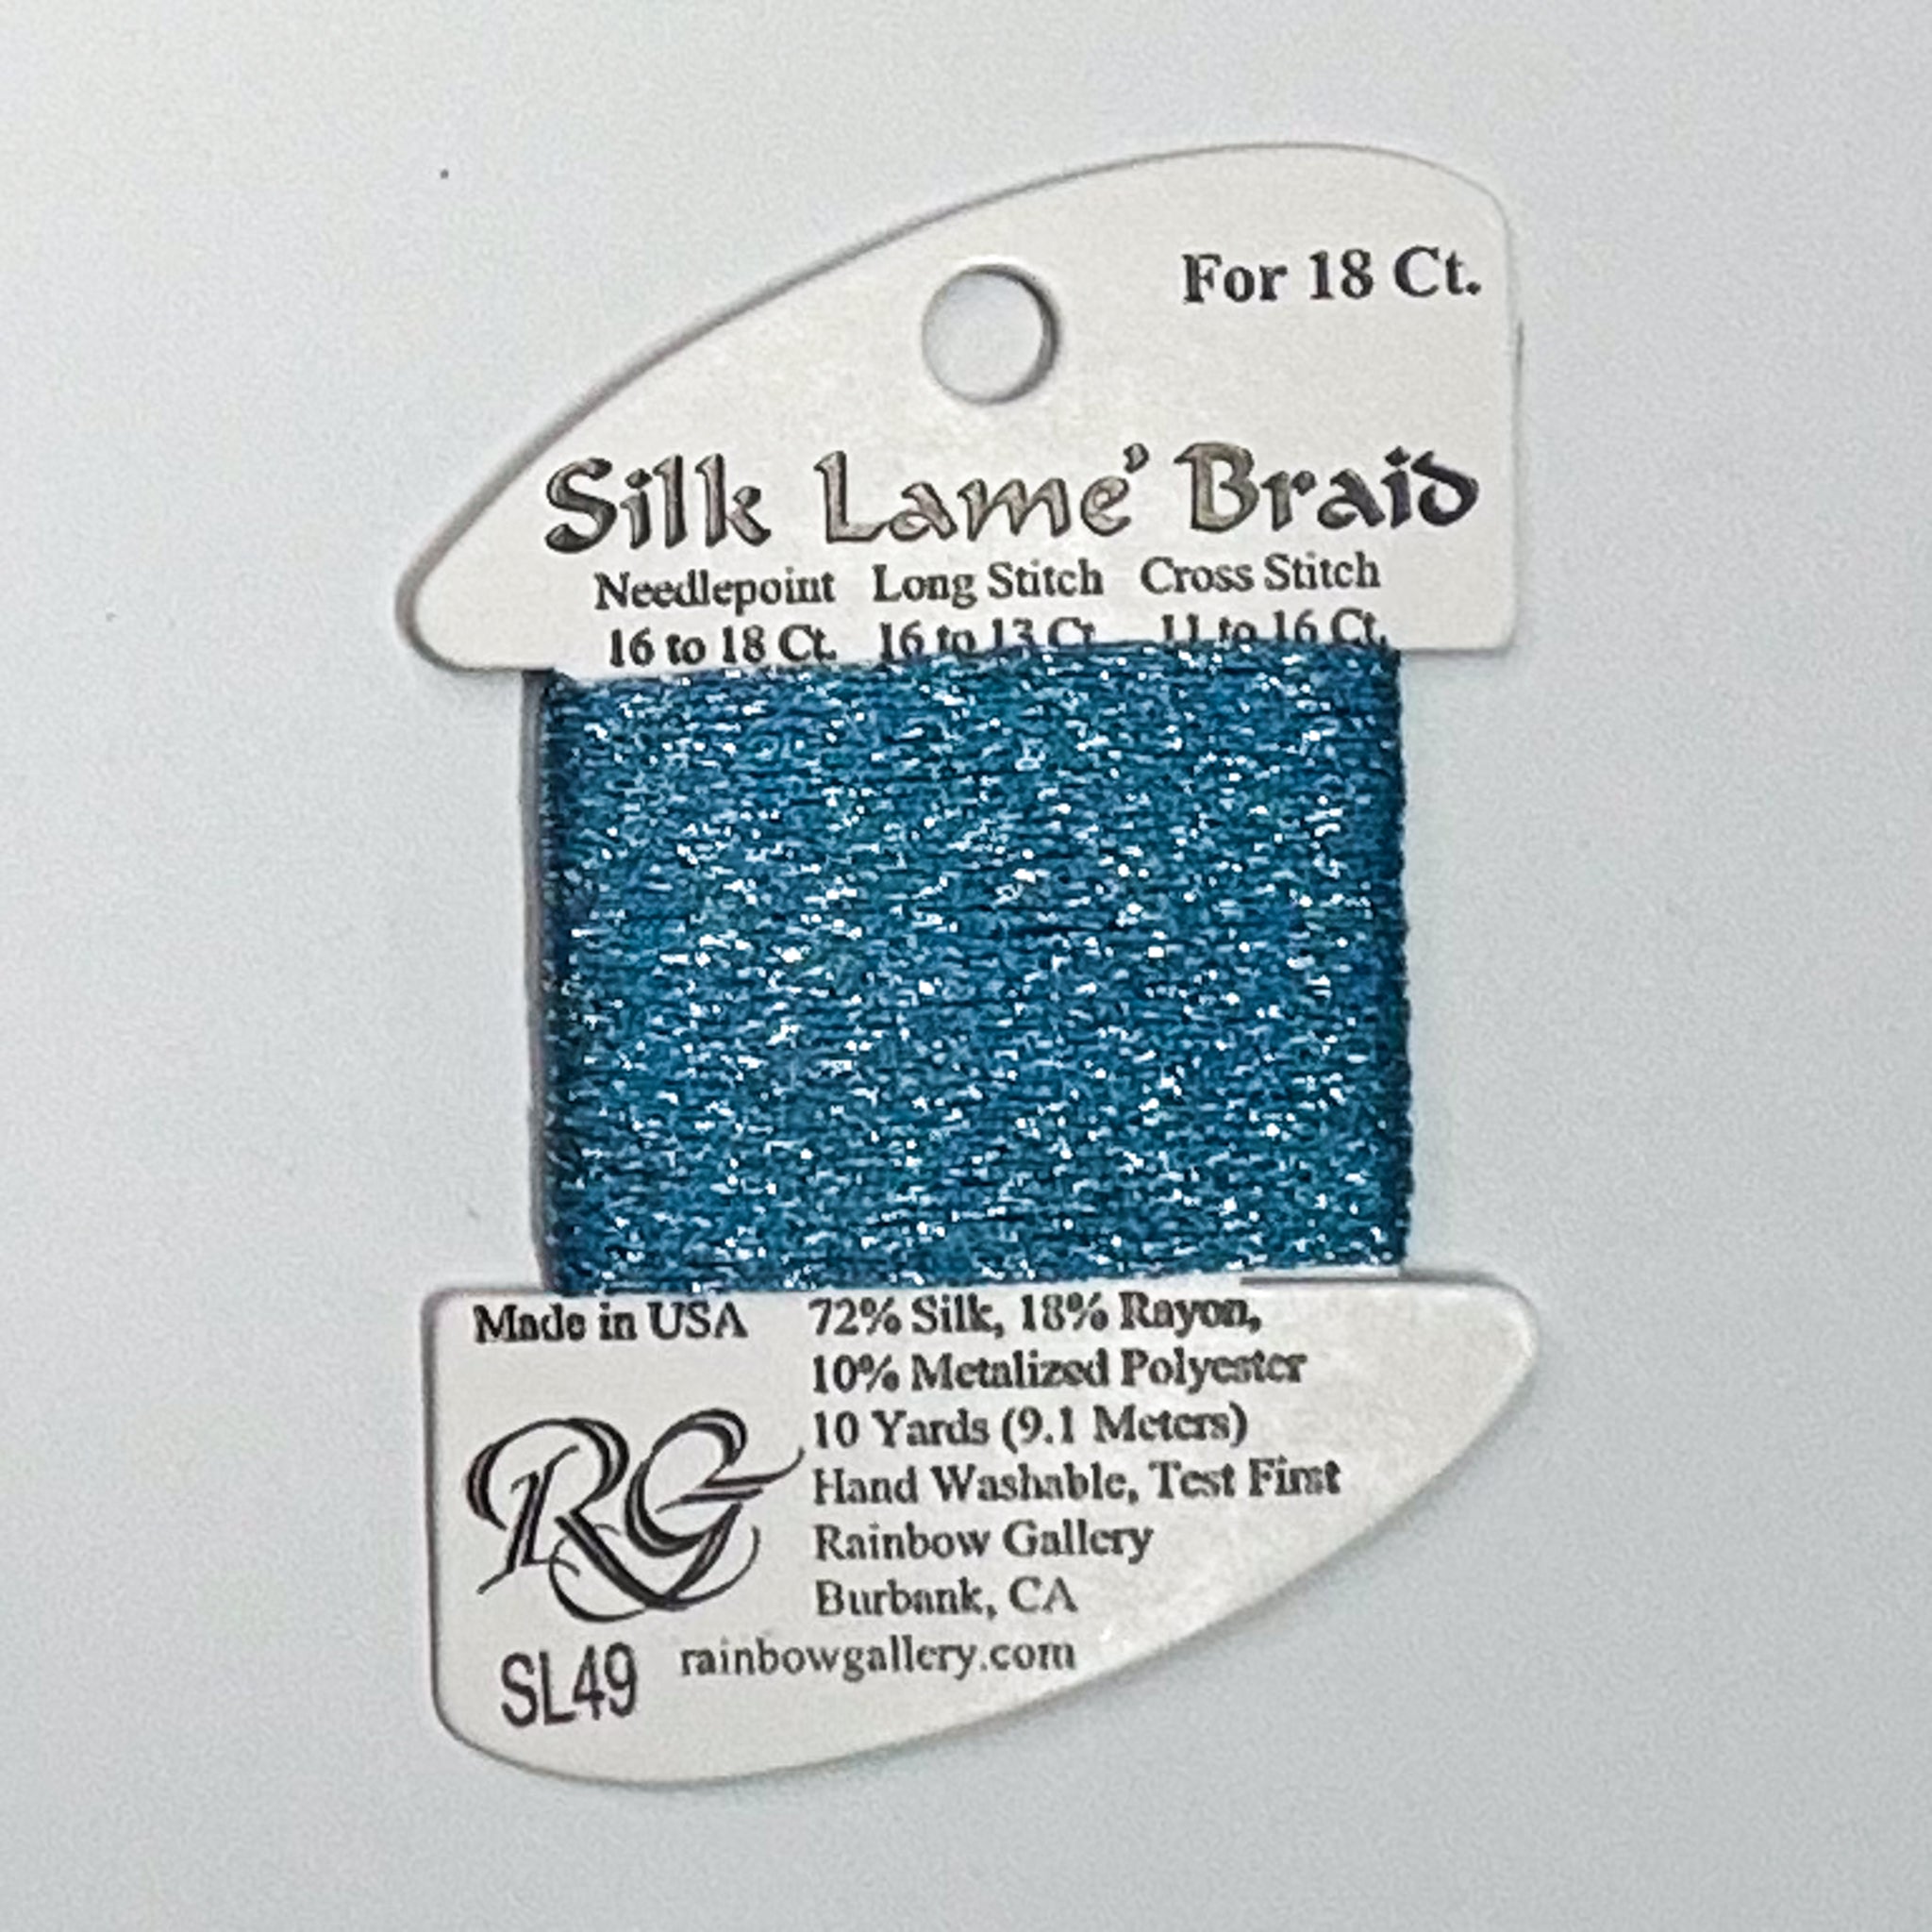 For 18 Ct.
Silk Lame' Braid
Needlepoint Long Stitch Cross Stitch
16 to 18 Ct. 16 to 13 Ct. 11 to 16 Ct.
Made in USA
72% Silk, 18% Rayon,
10% Metalized Polyester
10 Yards (9.1 Meters)
Hand Washable, Test First
Rainbow Gallery
Burbank, CA
rainbowgallery.com
RG
SL49